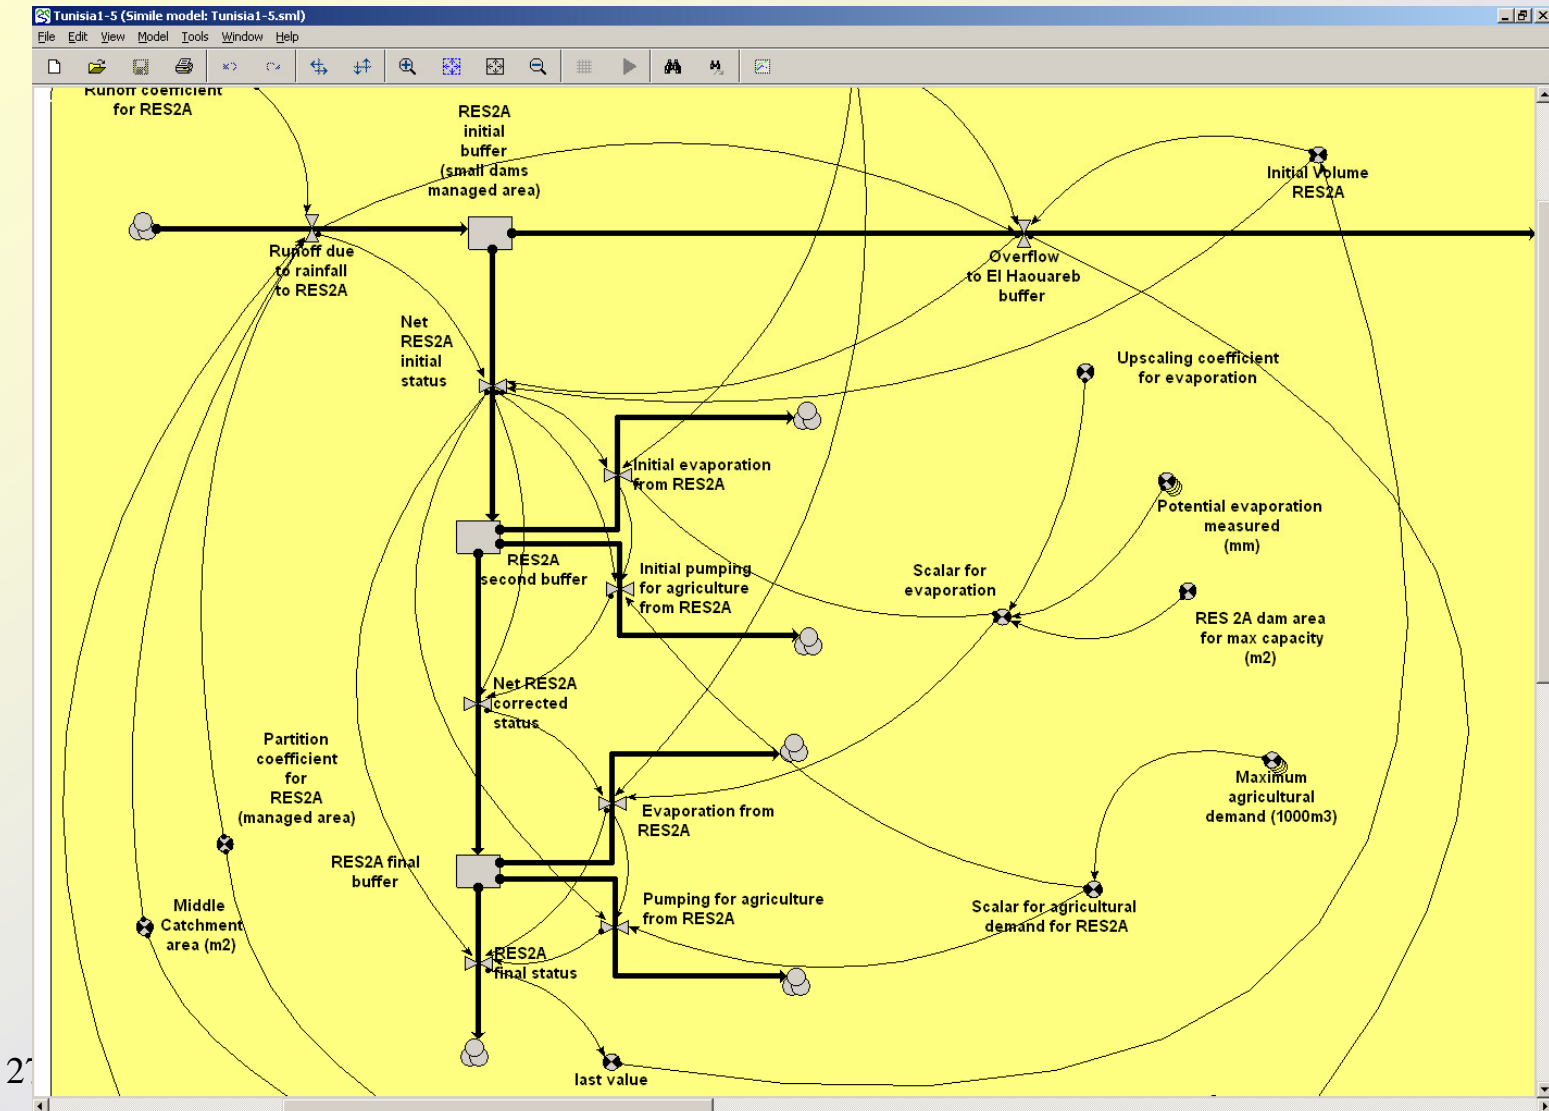 Tunisia1-5 (Simile model: Tunisia1-5.sml)
File Edit View Model Tools Window Help
Runoff coefficient
for RES2A
RES2A
initial
buffer
(small dams
managed area)
Initial Volume
RES2A
Runoff due
to rainfall
to RES2A
Overflow
to El Haouareb
buffer
Net
RES2A
initial
status
Upscaling coefficient
for evaporation
Initial evaporation
from RES2A
Potential evaporation
measured
(mm)
RES2A
second buffer
Initial pumping
for agriculture
from RES2A
Scalar for
evaporation
RES 2A dam area
for max capacity
(m2)
Net RES2A
corrected
status
Partition
coefficient
for
RES2A
(managed area)
Maximum
agricultural
demand (1000m3)
Evaporation from
RES2A
RES2A final
buffer
Pumping for agriculture
from RES2A
Scalar for agricultural
demand for RES2A
Middle
Catchment
area (m2)
RES2A
final status
last value
27